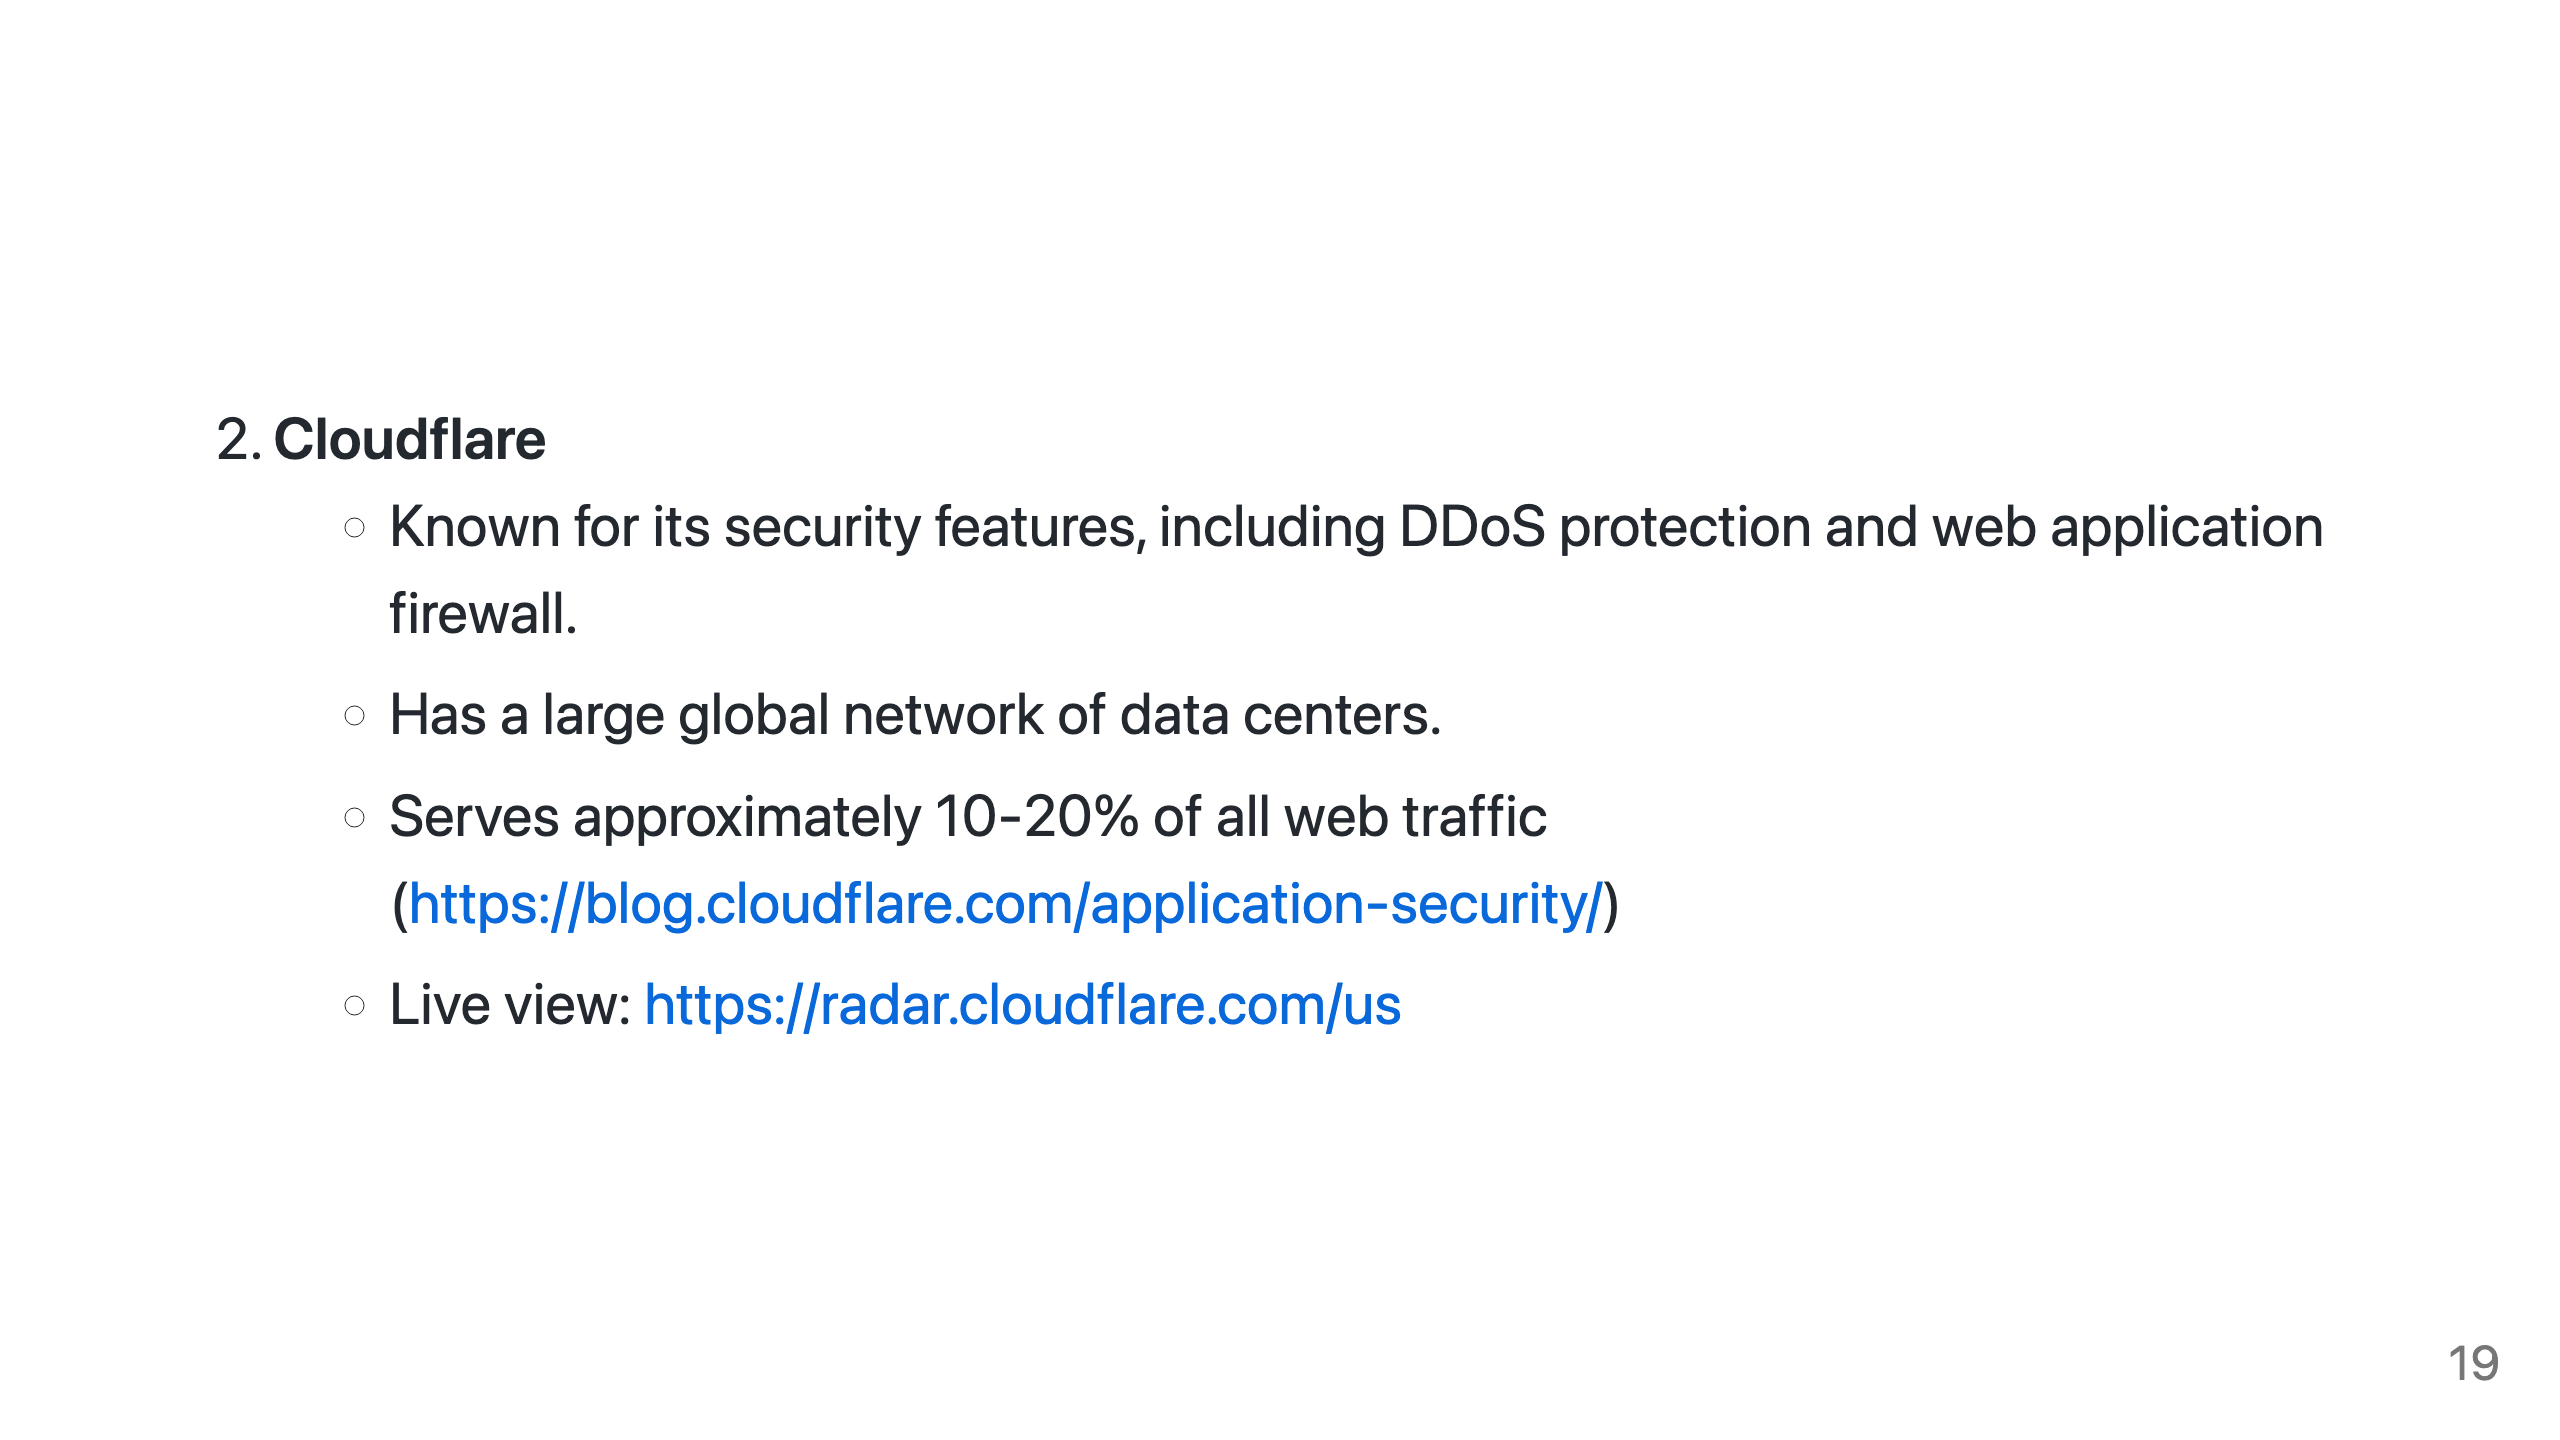 2. Cloudflare
Known for its security features, including DDoS protection and web application
firewall.
Has a large global network of data centers.
Serves approximately 10-20% of all web traffic
(https://blog.cloudflare.com/application-security/)
Live view: https://radar.cloudflare.com/us
19